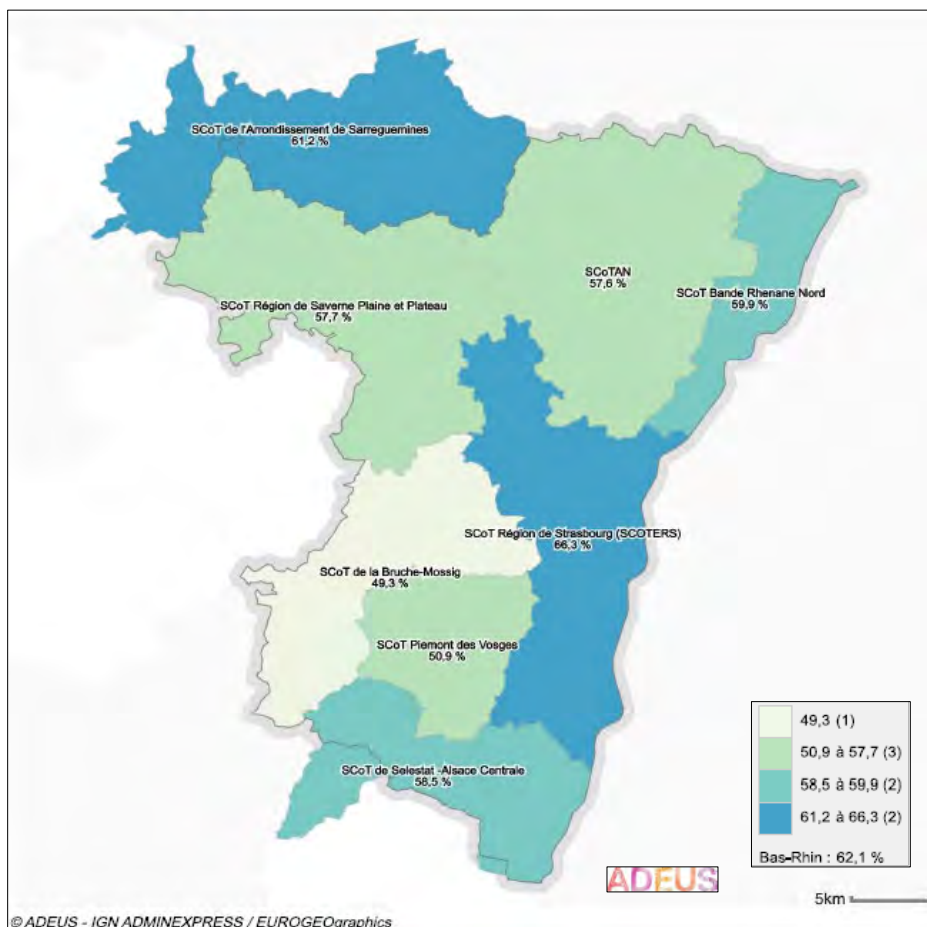 SCoT de l'Arrondissement de Sarreguemines
61,2 %
SCoTAN
57,6 %
SCoT Bande Rhenane Nord
59,9 %
SCoT Région de Saverne Plaine et Plateau
57,7 %
SCoT Région de Strasbourg (SCOTERS)
66,3 %
SCoT de la Bruche-Mossig
49,3 %
SCoT Piemont des Vosges
50,9 %
SCoT de Selestat -Alsace Centrale
58,5 %
49,3 (1)
50,9 à 57,7 (3)
58,5 à 59,9 (2)
61,2 à 66,3 (2)
Bas-Rhin : 62,1 %
ADEUS
5km
© ADEUS - IGN ADMINEXPRESS / EUROGEOgraphics